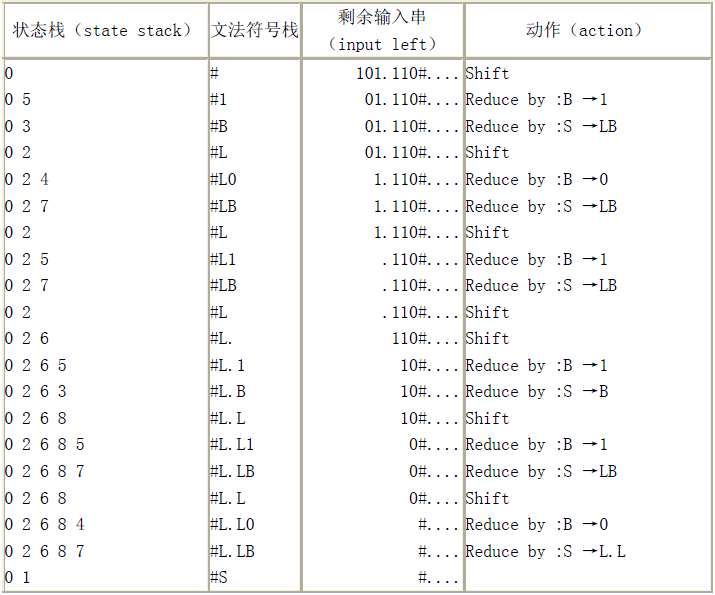 状态栈（state stack） 文法符号栈 剩余输入串（input left） 动作（action）
0 # 101.110#.... Shift
0 5 #1 01.110#.... Reduce by :B →1
0 3 #B 01.110#.... Reduce by :S →LB
0 2 #L 01.110#.... Shift
0 2 4 #L0 1.110#.... Reduce by :B →0
0 2 7 #LB 1.110#.... Reduce by :S →LB
0 2 #L 1.110#.... Shift
0 2 5 #L1 .110#.... Reduce by :B →1
0 2 7 #LB .110#.... Reduce by :S →LB
0 2 #L .110#.... Shift
0 2 6 #L. 110#.... Shift
0 2 6 5 #L.1 10#.... Reduce by :B →1
0 2 6 3 #L.B 10#.... Reduce by :S →B
0 2 6 8 #L.L 10#.... Shift
0 2 6 8 5 #L.L1 0#.... Reduce by :B →1
0 2 6 8 7 #L.LB 0#.... Reduce by :S →LB
0 2 6 8 #L.L 0#.... Shift
0 2 6 8 4 #L.L0 #.... Reduce by :B →0
0 2 6 8 7 #L.LB #.... Reduce by :S →L.L
0 1 #S #....